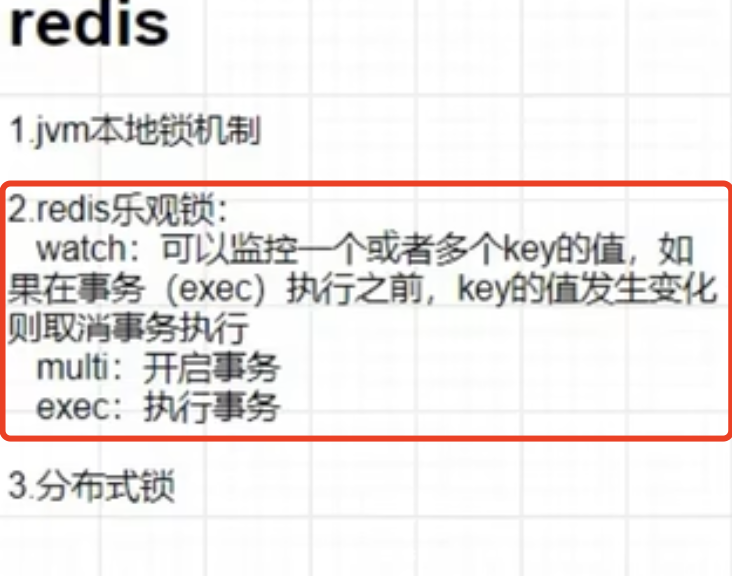 redis
1.jvm本地锁机制
2.redis乐观锁：
watch：可以监控一个或者多个key的值，如
果在事务（exec）执行之前，key的值发生变化
则取消事务执行
multi：开启事务
exec：执行事务
3.分布式锁